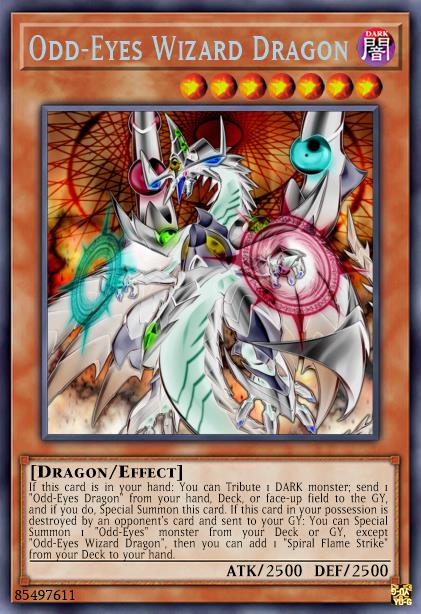 Odd-Eyes Wizard Dragon
DARK
闇
[Dragon/Effect]
If this card is in your hand: You can Tribute 1 DARK monster; send 1
"Odd-Eyes Dragon" from your hand, Deck, or face-up field to the GY,
and if you do, Special Summon this card. If this card in your possession is
destroyed by an opponent's card and sent to your GY: You can Special
Summon 1 "Odd-Eyes" monster from your Deck or GY, except
"Odd-Eyes Wizard Dragon", then you can add 1 "Spiral Flame Strike"
from your Deck to your hand.
ATK/2500 DEF/2500
85497611